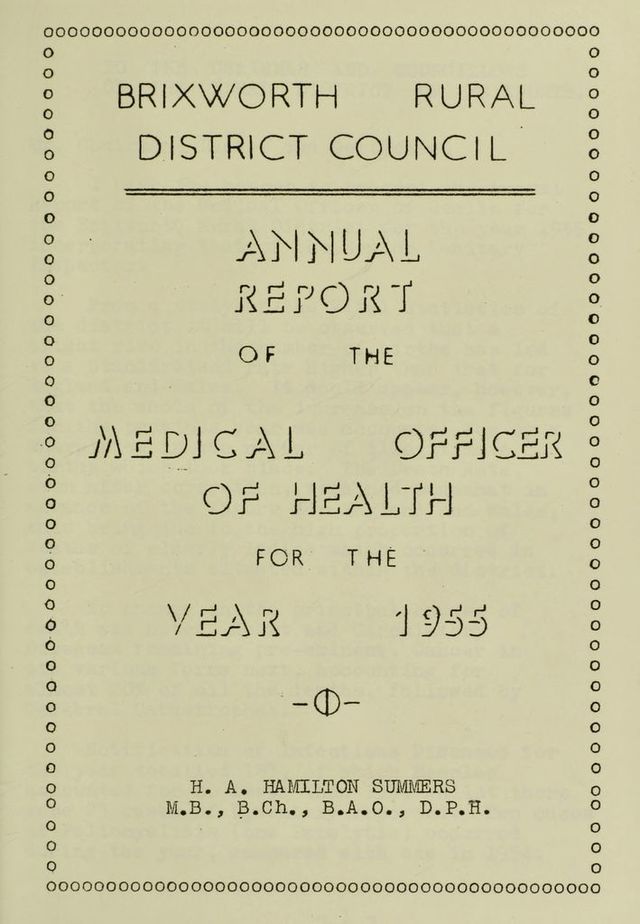 BRIXWORTH RURAL
DISTRICT COUNCIL
ANNUAL
REPORT
OF THE
MEDICAL OFFICER
OF HEALTH
FOR THE
YEAR 1955
H. A. HAMILTON SUMMERS
M.B., B.Ch., B.A.O., D.P.H.